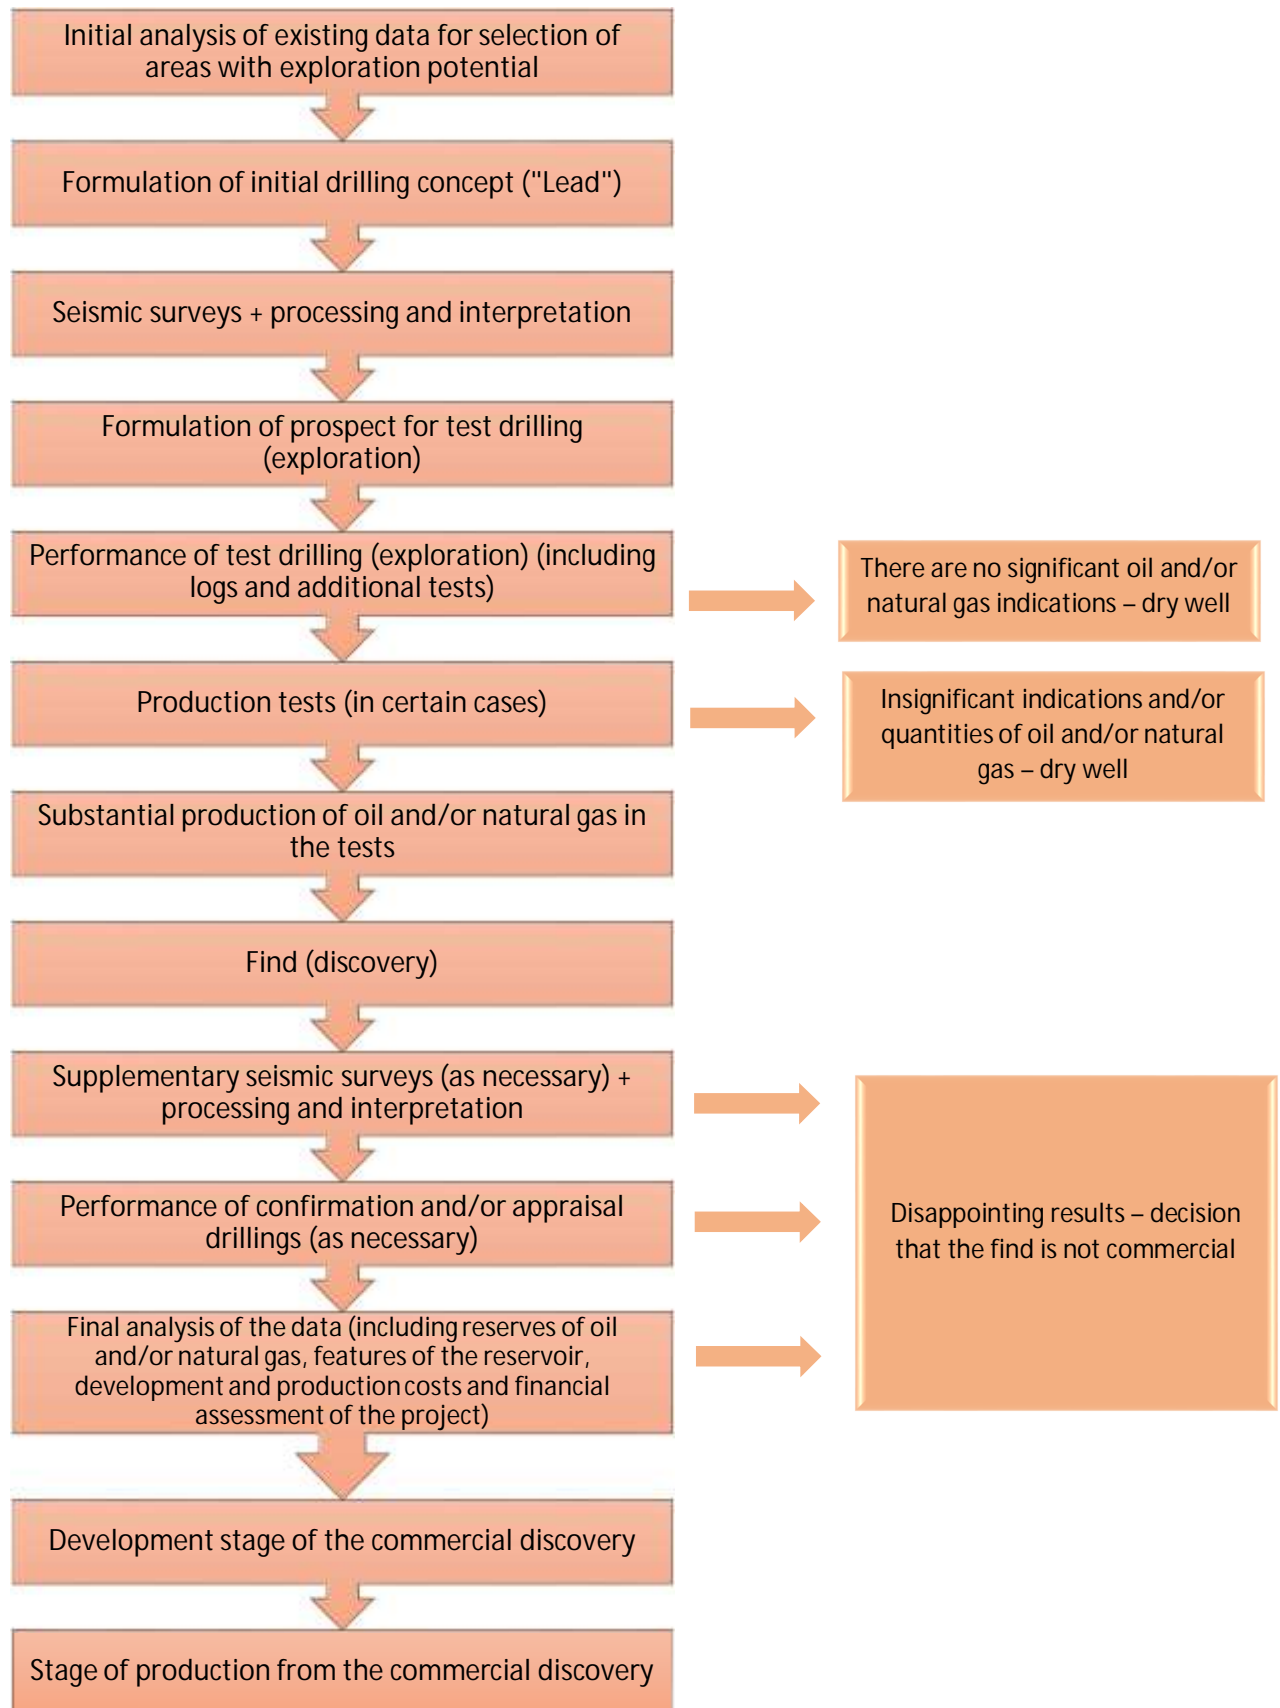 Initial analysis of existing data for selection of
areas with exploration potential
Formulation of initial drilling concept ("Lead")
Seismic surveys + processing and interpretation
Formulation of prospect for test drilling
(exploration)
Performance of test drilling (exploration) (including
logs and additional tests)
There are no significant oil and/or
natural gas indications – dry well
Production tests (in certain cases)
Insignificant indications and/or
quantities of oil and/or natural
gas – dry well
Substantial production of oil and/or natural gas in
the tests
Find (discovery)
Supplementary seismic surveys (as necessary) +
processing and interpretation
Performance of confirmation and/or appraisal
drillings (as necessary)
Disappointing results – decision
that the find is not commercial
Final analysis of the data (including reserves of oil
and/or natural gas, features of the reservoir,
development and production costs and financial
assessment of the project)
Development stage of the commercial discovery
Stage of production from the commercial discovery